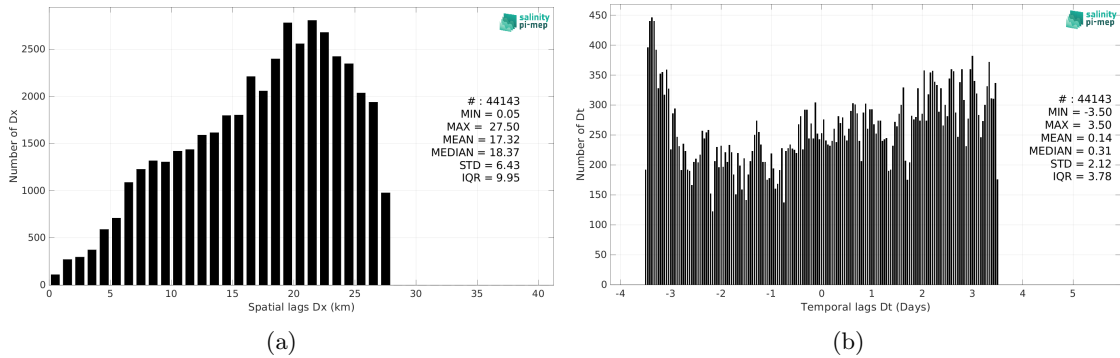 salinity
pi-mep
2500
2000
1500
1000
500
0
Number of Dx
# : 44143
MIN = 0.05
MAX = 27.50
MEAN = 17.32
MEDIAN = 18.37
STD = 6.43
IQR = 9.95
0 5 10 15 20 25 30 35 40
Spatial lags Dx (km)
(a)
salinity
pi-mep
450
400
350
300
250
200
150
100
50
0
Number of Dt
# : 44143
MIN = -3.50
MAX = 3.50
MEAN = 0.14
MEDIAN = 0.31
STD = 2.12
IQR = 3.78
-4 -3 -2 -1 0 1 2 3 4 5
Temporal lags Dt (Days)
(b)